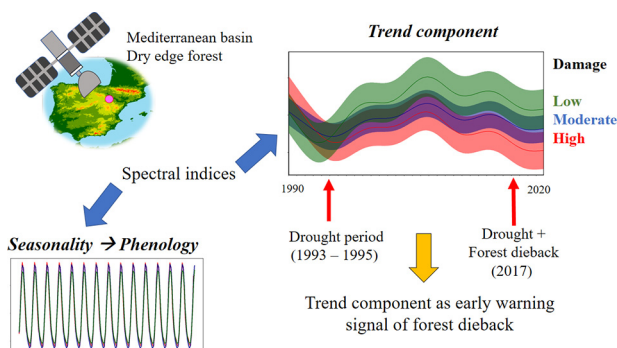 Mediterranean basin
Dry edge forest
Trend component
Damage
Low
Moderate
High
1990
2020
Spectral indices
Drought period
(1993 – 1995)
Drought +
Forest dieback
(2017)
Seasonality → Phenology
Trend component as early warning
signal of forest dieback